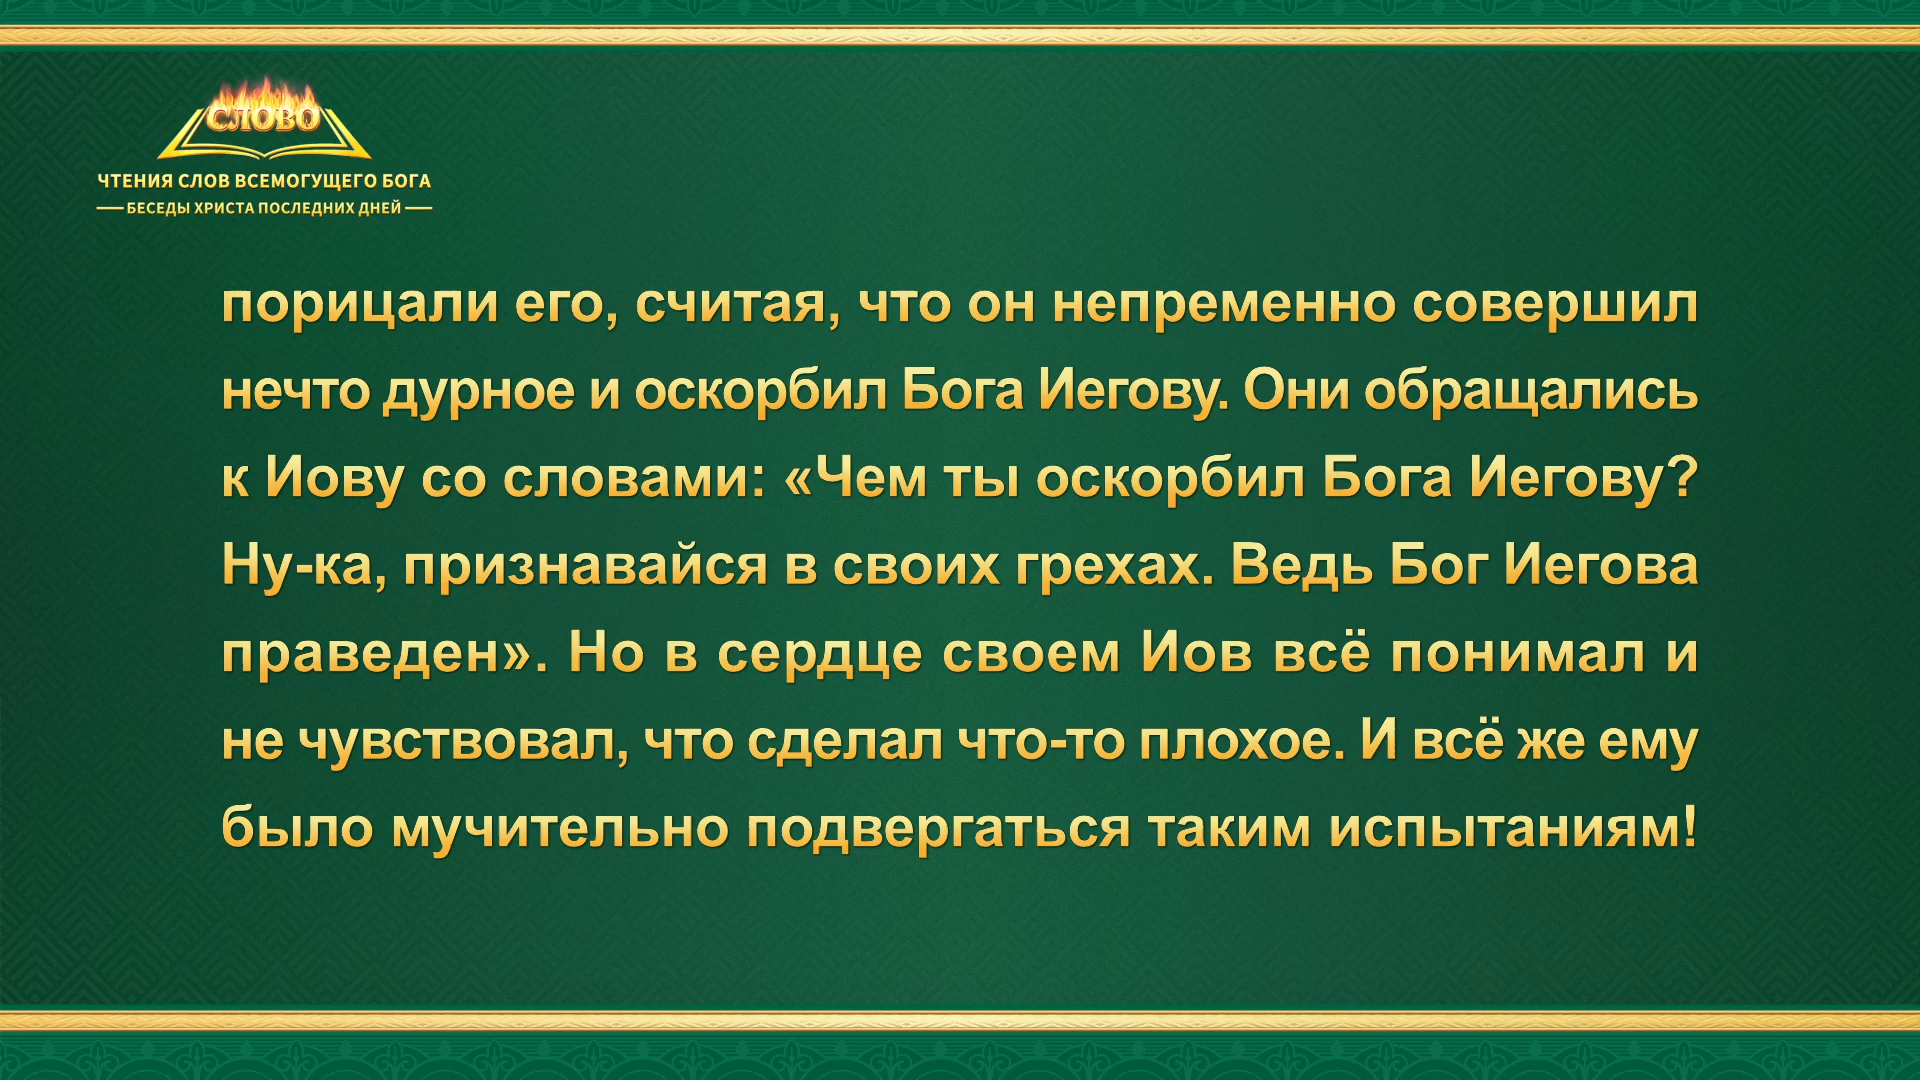 СЛОВО
ЧТЕНИЯ СЛОВ ВСЕМОГУЩЕГО БОГА
БЕСЕДЫ ХРИСТА ПОСЛЕДНИХ ДНЕЙ
порицали его, считая, что он непременно совершил
нечто дурное и оскорбил Бога Иегову. Они обращались
к Иову со словами: «Чем ты оскорбил Бога Иегову?
Ну-ка, признавайся в своих грехах. Ведь Бог Иегова
праведен». Но в сердце своем Иов всё понимал и
не чувствовал, что сделал что-то плохое. И всё же ему
было мучительно подвергаться таким испытаниям!